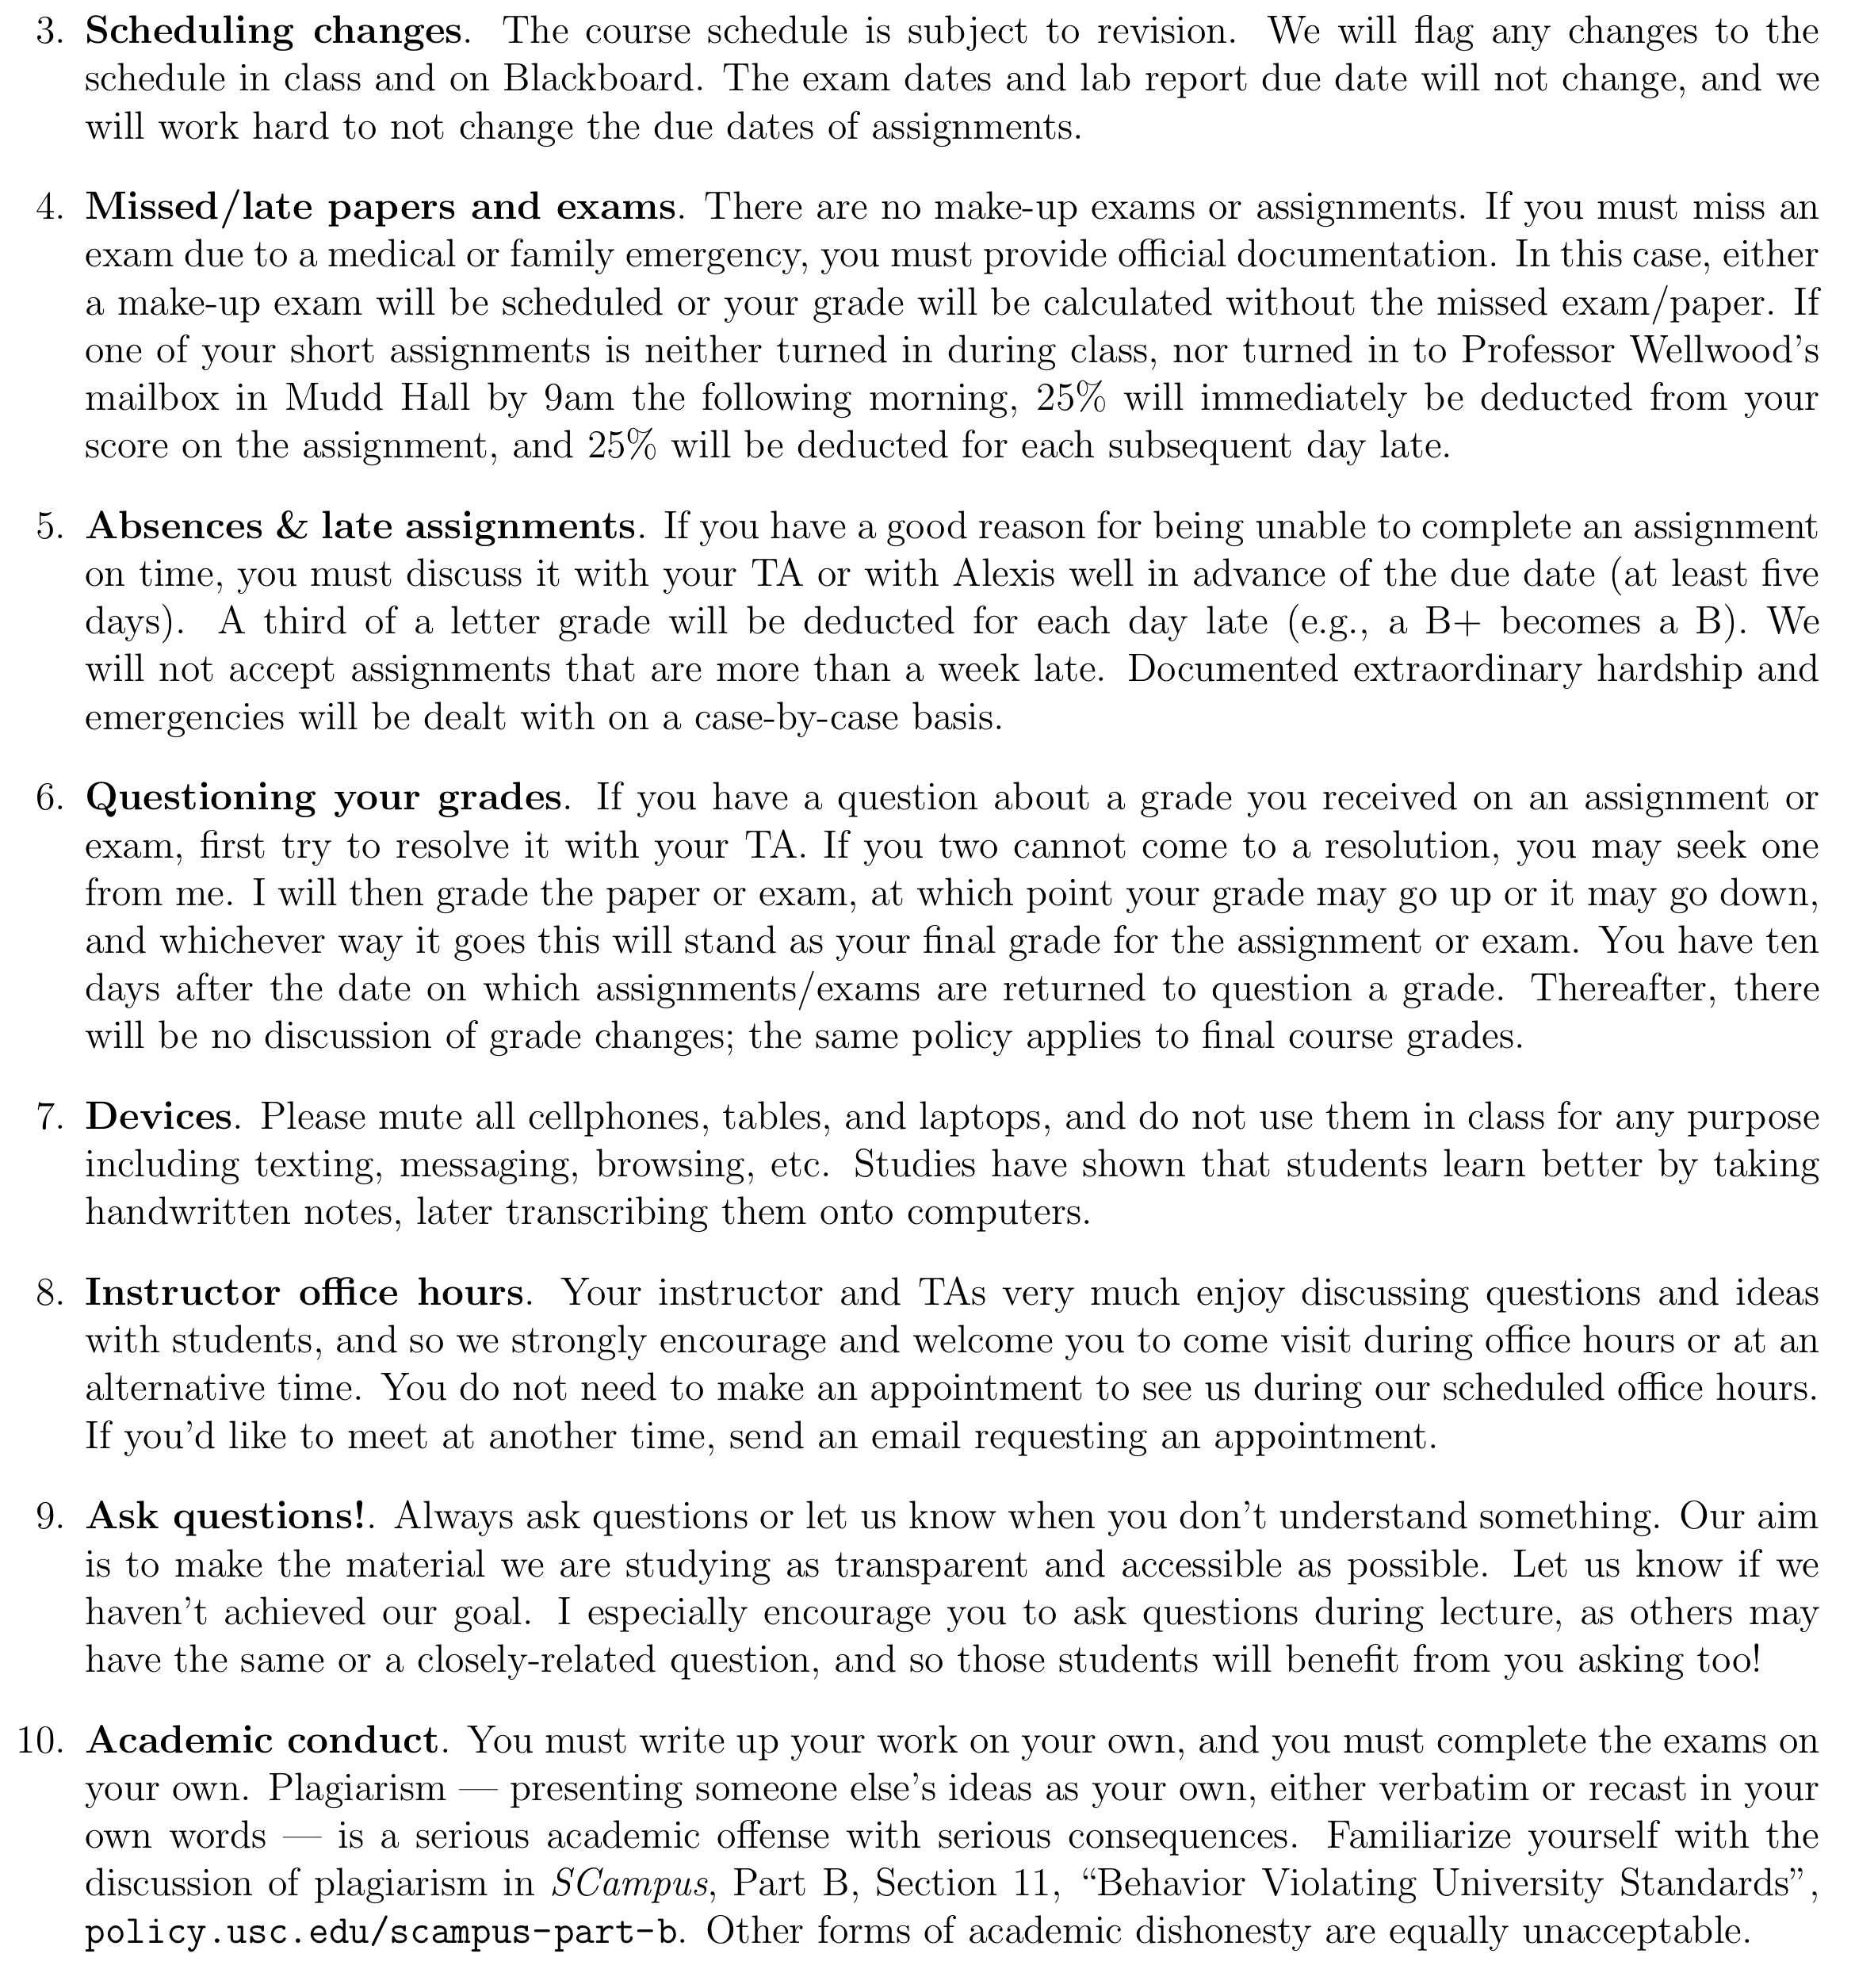 3. Scheduling changes. The course schedule is subject to revision. We will flag any changes to the
schedule in class and on Blackboard. The exam dates and lab report due date will not change, and we
will work hard to not change the due dates of assignments.
4. Missed/late papers and exams. There are no make-up exams or assignments. If you must miss an
exam due to a medical or family emergency, you must provide official documentation. In this case, either
a make-up exam will be scheduled or your grade will be calculated without the missed exam/paper. If
one of your short assignments is neither turned in during class, nor turned in to Professor Wellwood's
mailbox in Mudd Hall by 9am the following morning, 25% will immediately be deducted from your
score on the assignment, and 25% will be deducted for each subsequent day late.
5. Absences & late assignments. If you have a good reason for being unable to complete an assignment
on time, you must discuss it with your TA or with Alexis well in advance of the due date (at least five
days). A third of a letter grade will be deducted for each day late (e.g., a B+ becomes a B). We
will not accept assignments that are more than a week late. Documented extraordinary hardship and
emergencies will be dealt with on a case-by-case basis.
6. Questioning your grades. If you have a question about a grade you received on an assignment or
exam, first try to resolve it with your TA. If you two cannot come to a resolution, you may seek one
from me. I will then grade the paper or exam, at which point your grade may go up or it may go down,
and whichever way it goes this will stand as your final grade for the assignment or exam. You have ten
days after the date on which assignments/exams are returned to question a grade. Thereafter, there
will be no discussion of grade changes; the same policy applies to final course grades.
7. Devices. Please mute all cellphones, tables, and laptops, and do not use them in class for any purpose
including texting, messaging, browsing, etc. Studies have shown that students learn better by taking
handwritten notes, later transcribing them onto computers.
8. Instructor office hours. Your instructor and TAs very much enjoy discussing questions and ideas
with students, and so we strongly encourage and welcome you to come visit during office hours or at an
alternative time. You do not need to make an appointment to see us during our scheduled office hours.
If you'd like to meet at another time, send an email requesting an appointment.
9. Ask questions!. Always ask questions or let us know when you don't understand something. Our aim
is to make the material we are studying as transparent and accessible as possible. Let us know if we
haven't achieved our goal. I especially encourage you to ask questions during lecture, as others may
have the same or a closely-related question, and so those students will benefit from you asking too!
10. Academic conduct. You must write up your work on your own, and you must complete the exams on
your own. Plagiarism — presenting someone else's ideas as your own, either verbatim or recast in your
own words — is a serious academic offense with serious consequences. Familiarize yourself with the
discussion of plagiarism in SCampus, Part B, Section 11, “Behavior Violating University Standards”,
policy.usc.edu/scampus-part-b. Other forms of academic dishonesty are equally unacceptable.